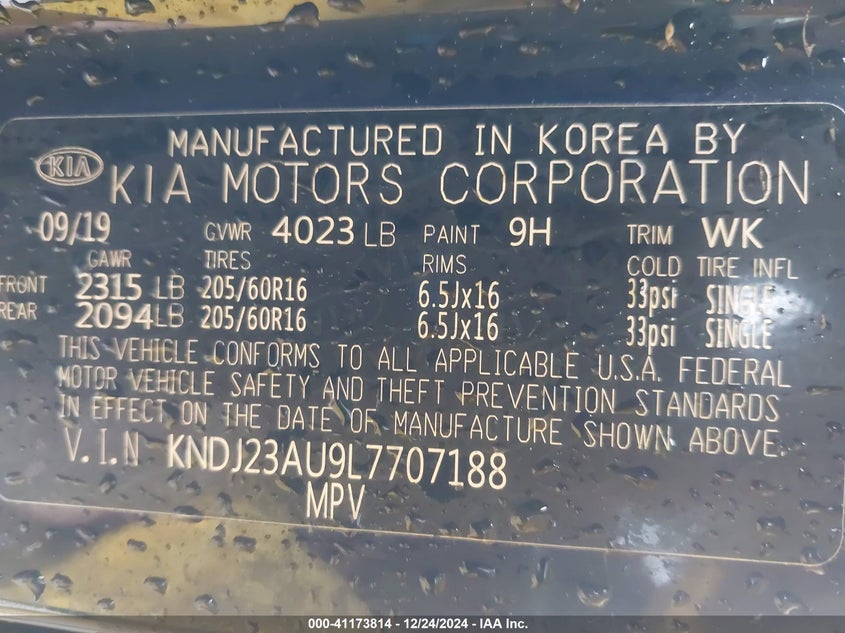 MANUFACTURED IN KOREA BY
KIA KIA MOTORS CORPORATION
09/19 GVWR 4023 LB PAINT 9H TRIM WK
GAWR TIRES RIMS COLD TIRE INFL
FRONT 2315 LB 205/60R16 6.5Jx16 33psi SINGLE
REAR 2094 LB 205/60R16 6.5Jx16 33psi SINGLE
THIS VEHICLE CONFORMS TO ALL APPLICABLE U.S.A. FEDERAL
MOTOR VEHICLE SAFETY AND THEFT PREVENTION STANDARDS
IN EFFECT ON THE DATE OF MANUFACTURE SHOWN ABOVE.
V.I.N KNDJ23AU9L7707188
MPV
000-41173814 - 12/24/2024 - IAA Inc.